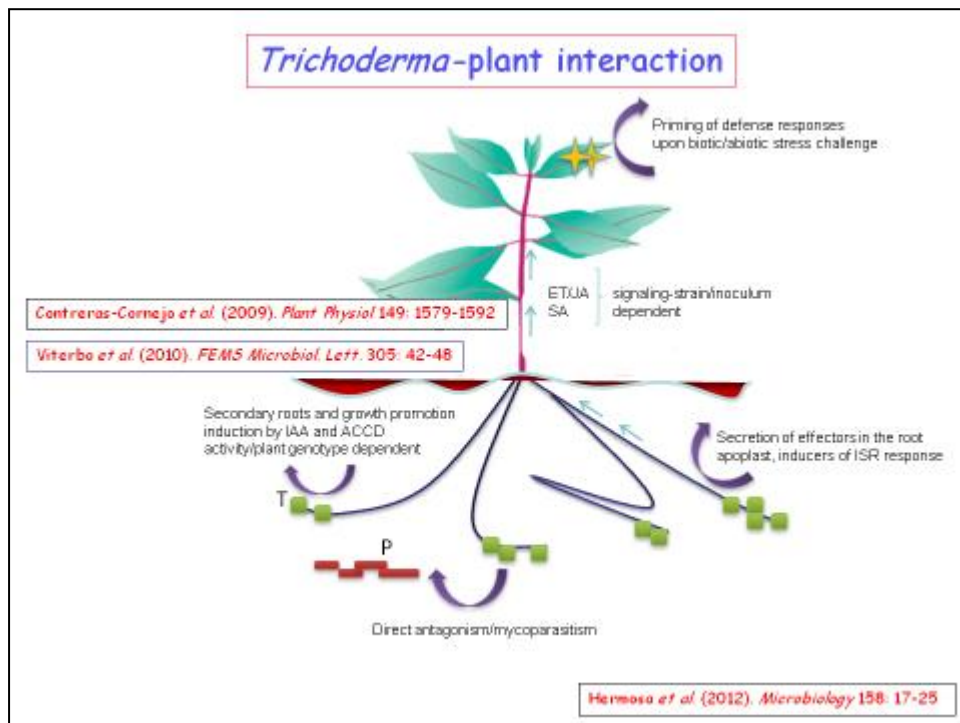 Trichoderma-plant interaction
Priming of defense responses
upon biotic/abiotic stress challenge
ET/JA
SA
signaling-strain/inoculum
dependent
Contreras-Cornejo et al. (2009). Plant Physiol 149: 1579-1592
Viterbo et al. (2010). FEMS Microbiol. Lett. 305: 42-48
Secondary roots and growth promotion
induction by IAA and ACCD
activity/plant genotype dependent
Secretion of effectors in the root
apoplast, inducers of ISR response
T
P
Direct antagonism/mycoparasitism
Hermosa et al. (2012). Microbiology 158: 17-25